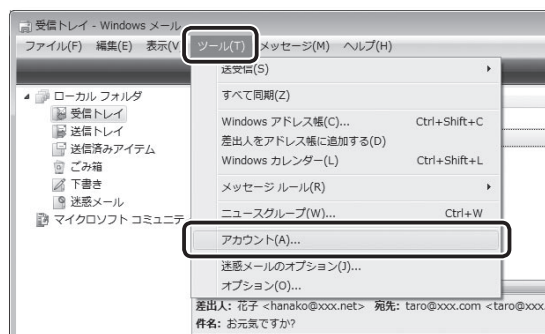 受信トレイ - Windows メール
ファイル(F) 編集(E) 表示(V ツール(T) メッセージ(M) ヘルプ(H)
送受信(S)
すべて同期(Z)
Windows アドレス帳(C)... Ctrl+Shift+C
差出人をアドレス帳に追加する(D)
Windows カレンダー(L) Ctrl+Shift+L
メッセージ ルール(R)
ニュースグループ(W)... Ctrl+W
アカウント(A)...
迷惑メールのオプション(J)...
オプション(O)...
ローカル フォルダ
受信トレイ
送信トレイ
送信済みアイテム
ごみ箱
下書き
迷惑メール
マイクロソフト コミュニテ
差出人: 花子 <hanako@xxx.net> 宛先: taro@xxx.com <taro@xxx
件名: お元気ですか?